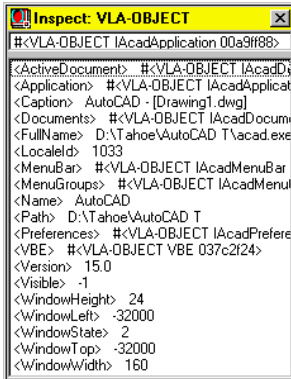 Inspect: VLA-OBJECT
#<VLA-OBJECT IAcadApplication 00a9ff88>
<ActiveDocument> #<VLA-OBJECT IAcadD
<Application> #<VLA-OBJECT IAcadApplicat
<Caption> AutoCAD - [Drawing1.dwg]
<Documents> #<VLA-OBJECT IAcadDocum
<FullName> D:\Tahoe\AutoCAD T\acad.exe
<LocaleId> 1033
<MenuBar> #<VLA-OBJECT IAcadMenuBar
<MenuGroups> #<VLA-OBJECT IAcadMenu
<Name> AutoCAD
<Path> D:\Tahoe\AutoCAD T
<Preferences> #<VLA-OBJECT IAcadPrefere
<VBE> #<VLA-OBJECT VBE 037c2f24>
<Version> 15.0
<Visible> -1
<WindowHeight> 24
<WindowLeft> -32000
<WindowState> 2
<WindowTop> -32000
<WindowWidth> 160